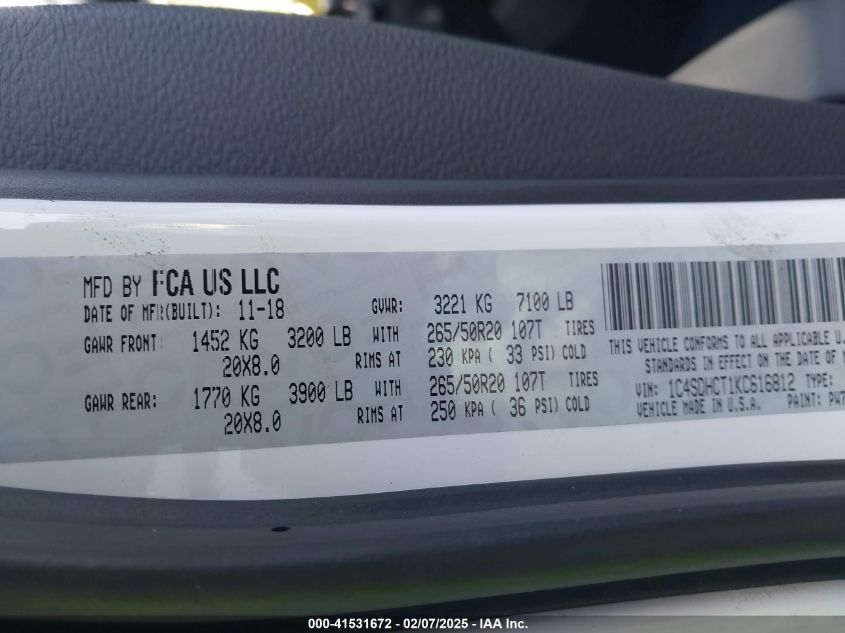 MFD BY FCA US LLC
DATE OF MFR(BUILT): 11-18 GVWR: 3221 KG 7100 LB
GAWR FRONT: 1452 KG 3200 LB WITH 265/50R20 107T TIRES
20X8.0 RIMS AT 230 KPA ( 33 PSI) COLD
GAWR REAR: 1770 KG 3900 LB WITH 265/50R20 107T TIRES
20X8.0 RIMS AT 250 KPA ( 36 PSI) COLD
THIS VEHICLE CONFORMS TO ALL APPLICABLE U
STANDARDS IN EFFECT ON THE DATE OF M
VIN: 1C4SDHCT1KC616812 TYPE:
VEHICLE MADE IN U.S.A. PAINT: PW7
000-41531672 — 02/07/2025 — IAA Inc.